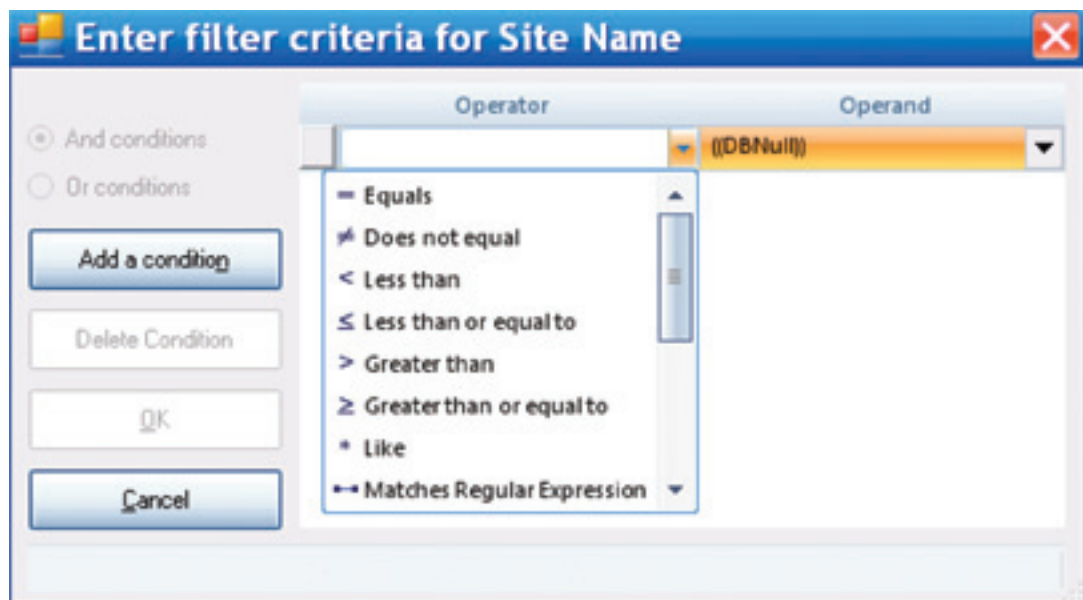 Enter filter criteria for Site Name
Operator Operand
And conditions
Or conditions
Add a condition
Delete Condition
OK
Cancel
((DBNull))
= Equals
≠ Does not equal
< Less than
≤ Less than or equal to
> Greater than
≥ Greater than or equal to
* Like
Matches Regular Expression